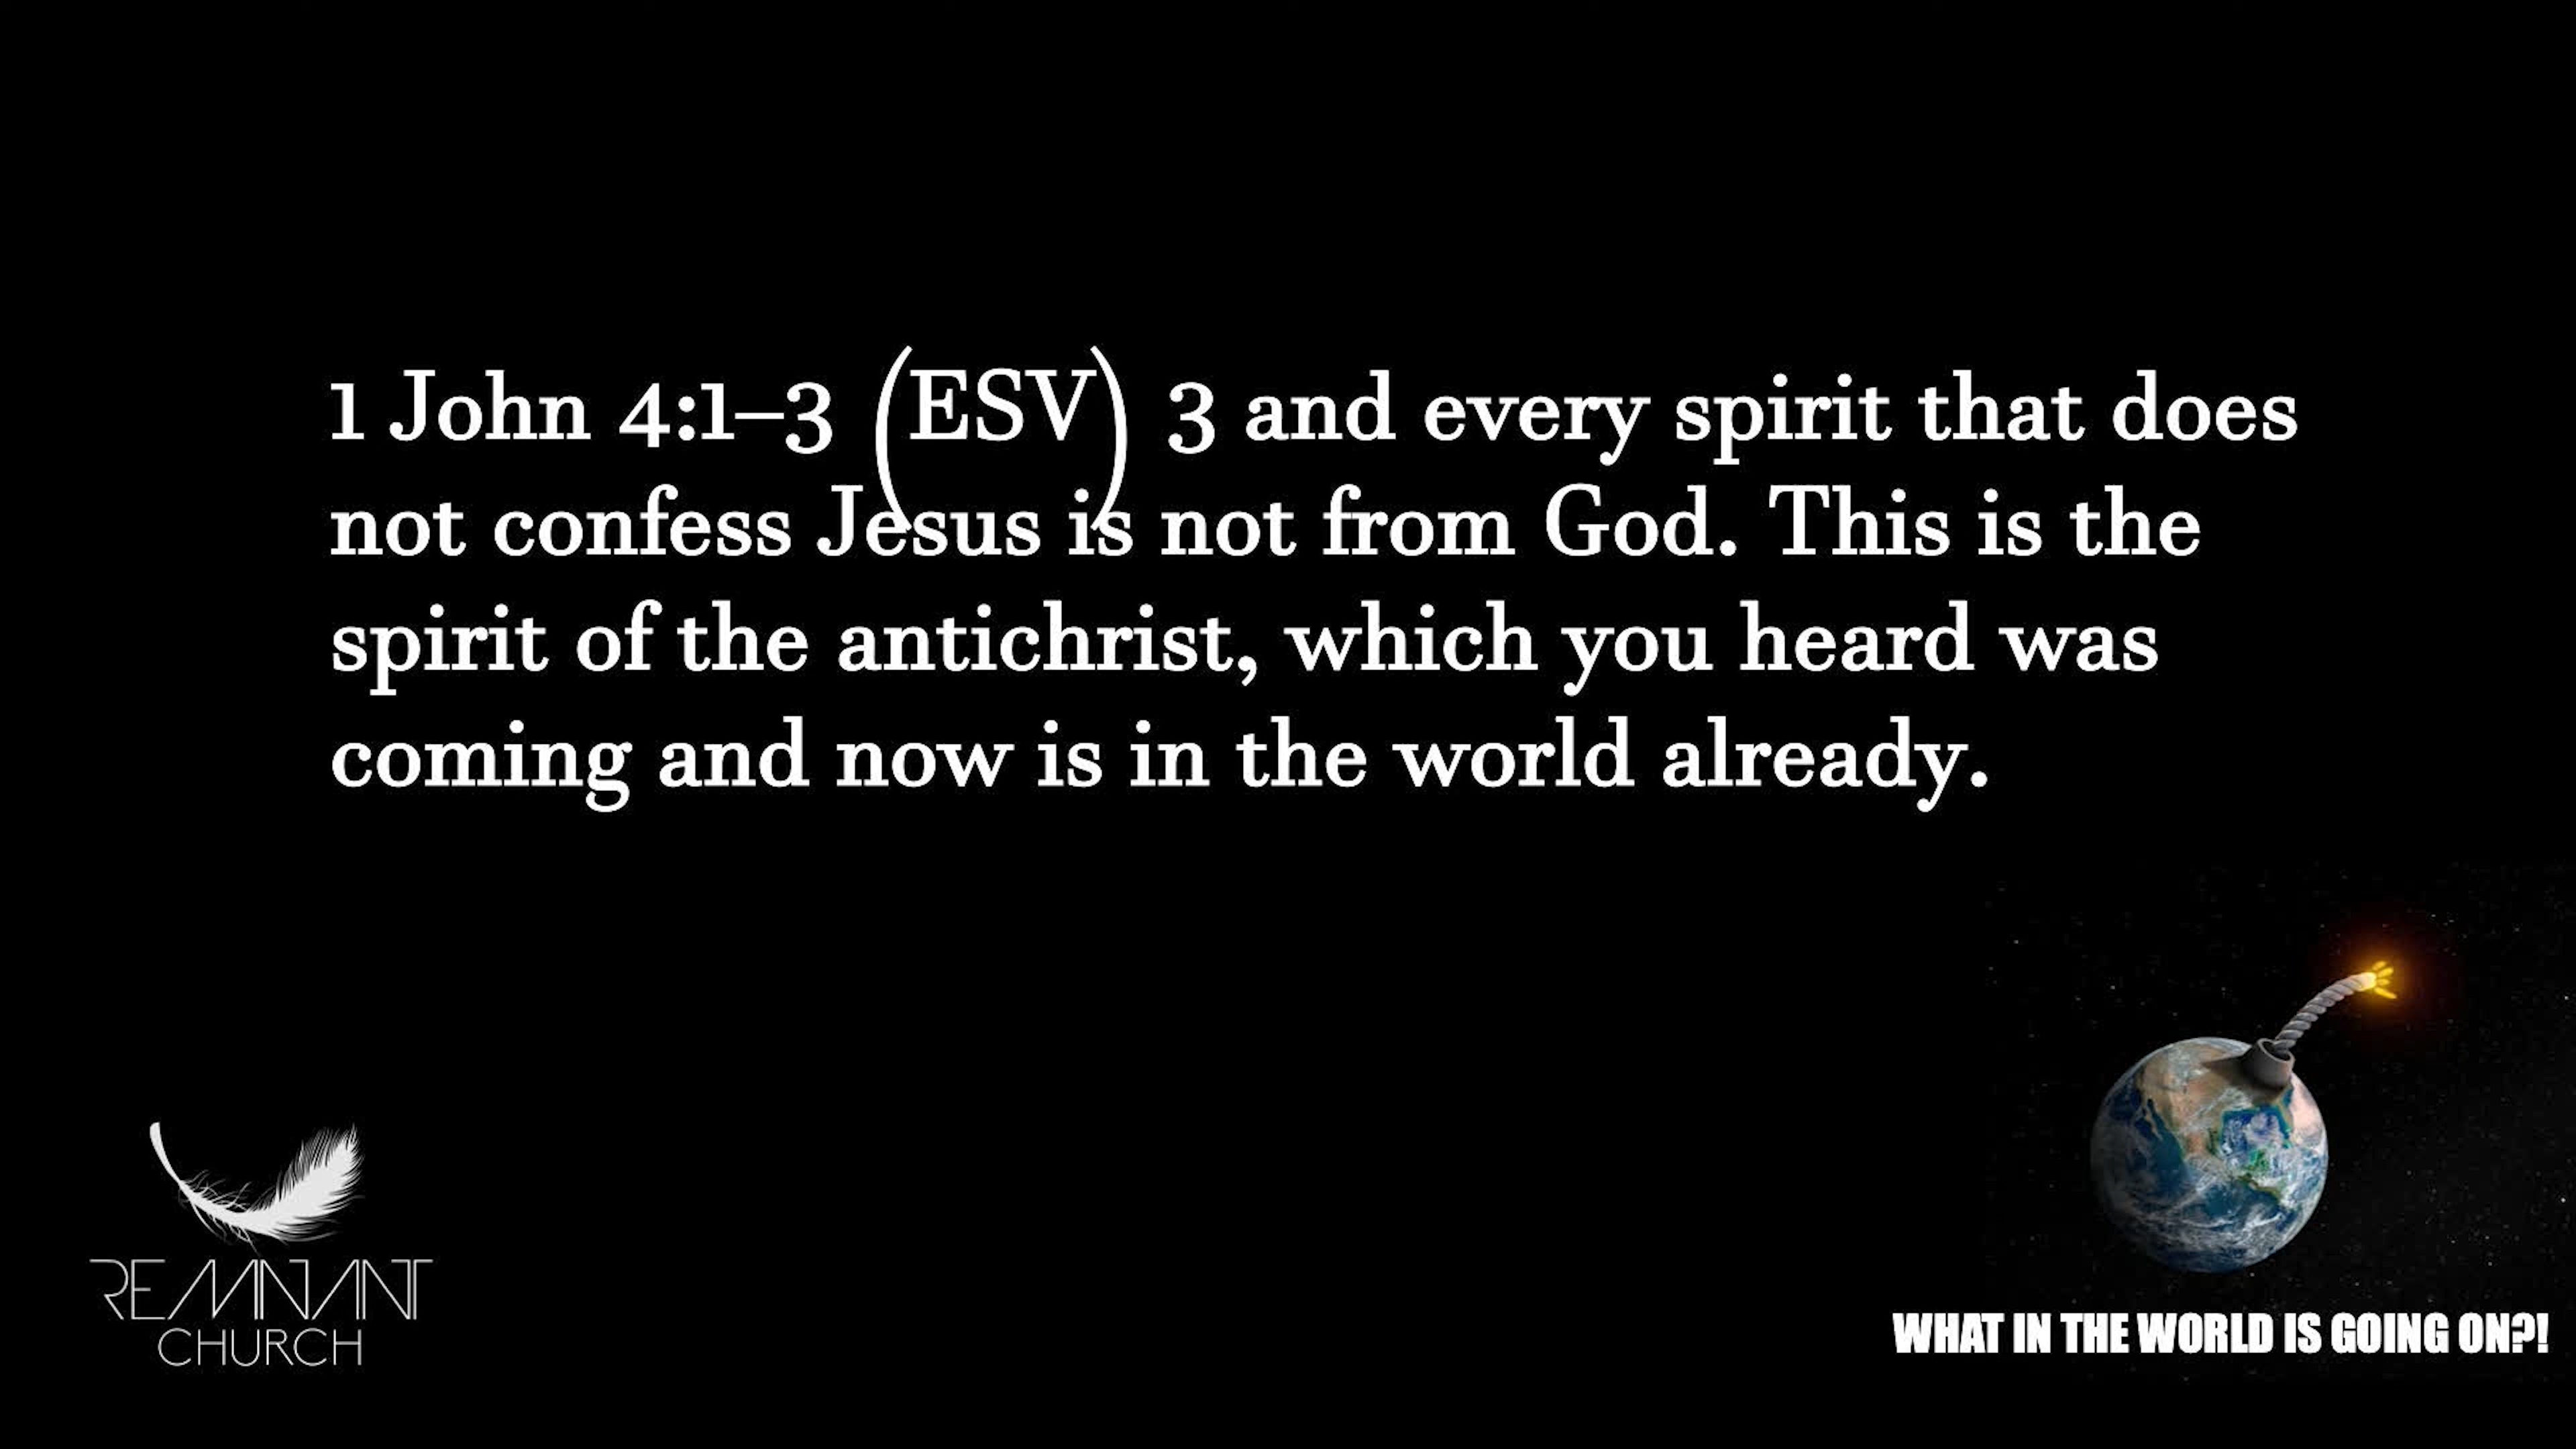 1 John 4:1–3 (ESV) 3 and every spirit that does
not confess Jesus is not from God. This is the
spirit of the antichrist, which you heard was
coming and now is in the world already.
REMNANT
CHURCH
WHAT IN THE WORLD IS GOING ON?!